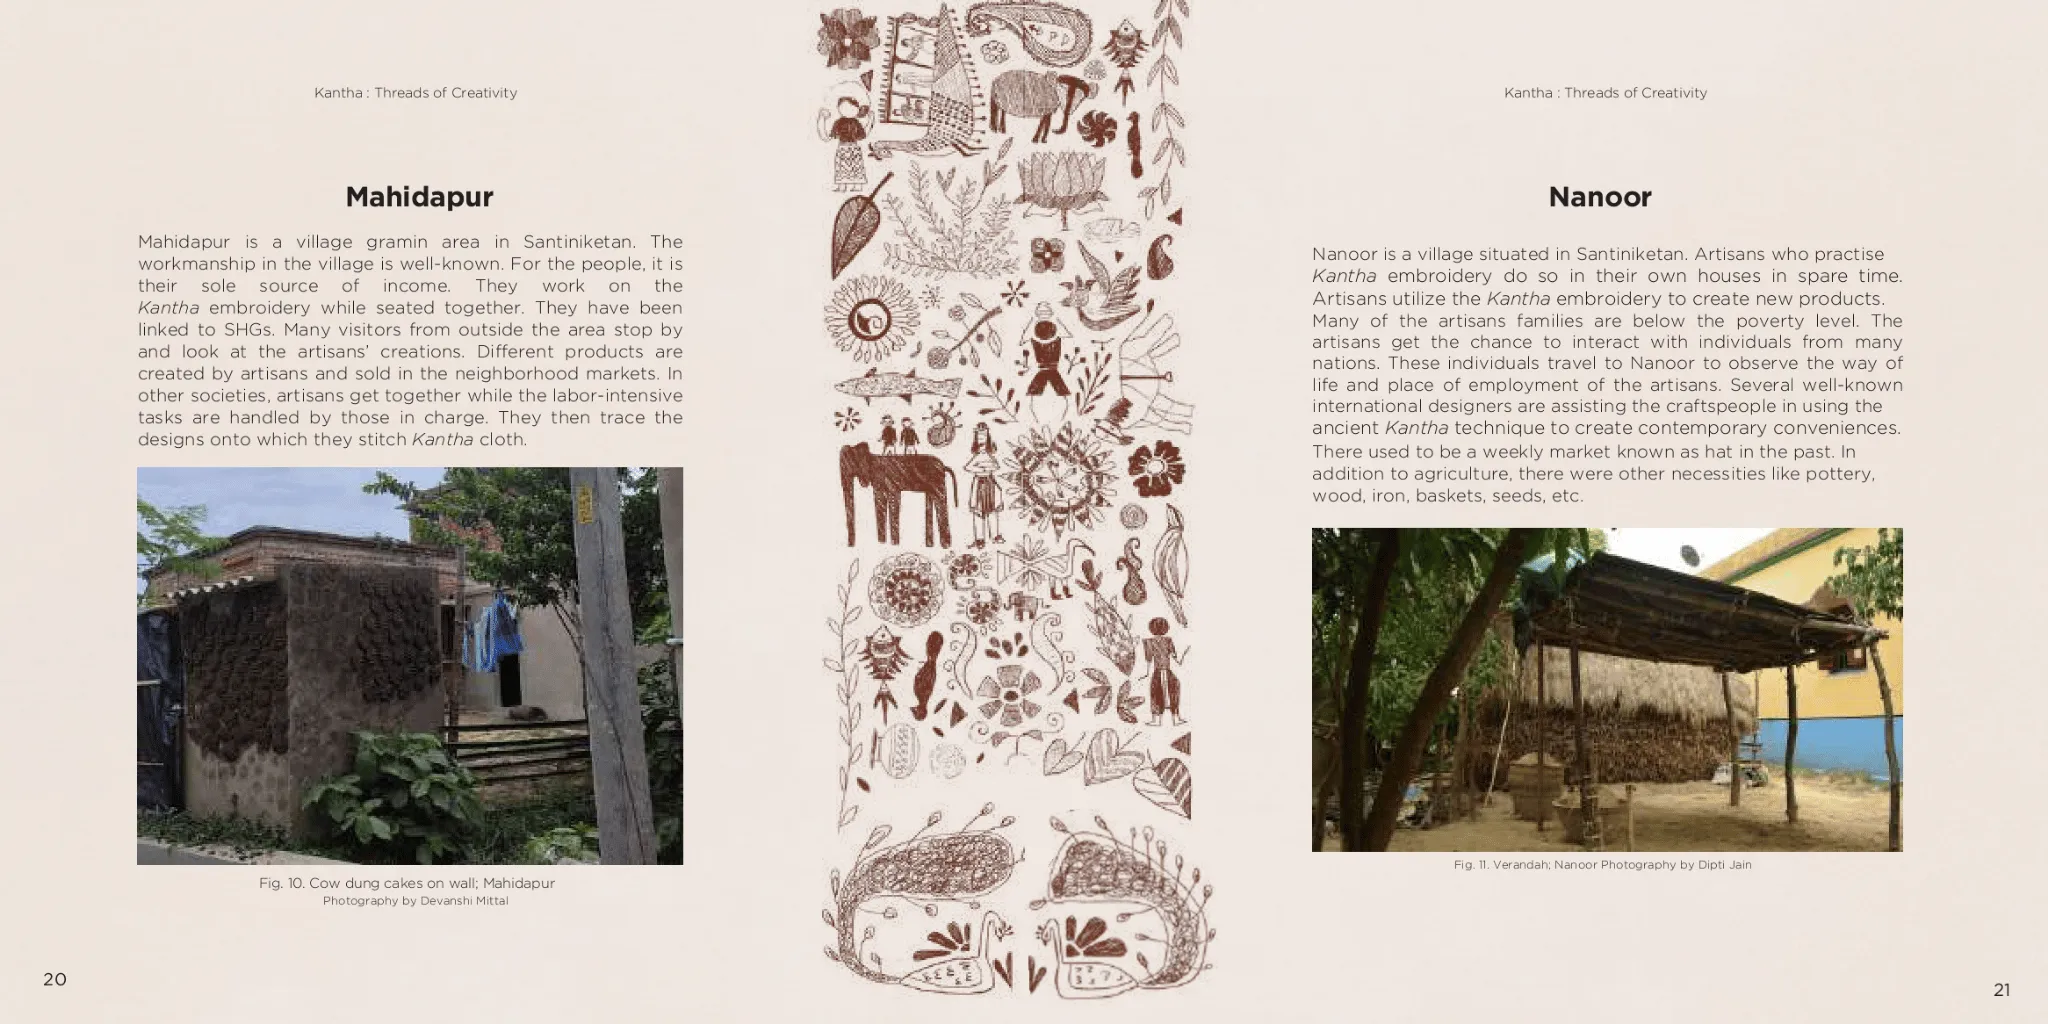 Kantha : Threads of Creativity
Mahidapur
Mahidapur is a village gramin area in Santiniketan. The
workmanship in the village is well-known. For the people, it is
their sole source of income. They work on the
Kantha embroidery while seated together. They have been
linked to SHGs. Many visitors from outside the area stop by
and look at the artisans’ creations. Different products are
created by artisans and sold in the neighborhood markets. In
other societies, artisans get together while the labor-intensive
tasks are handled by those in charge. They then trace the
designs onto which they stitch Kantha cloth.
Fig. 10. Cow dung cakes on wall; Mahidapur
Photography by Devanshi Mittal
20
Kantha : Threads of Creativity
Nanoor
Nanoor is a village situated in Santiniketan. Artisans who practise
Kantha embroidery do so in their own houses in spare time.
Artisans utilize the Kantha embroidery to create new products.
Many of the artisans families are below the poverty level. The
artisans get the chance to interact with individuals from many
nations. These individuals travel to Nanoor to observe the way of
life and place of employment of the artisans. Several well-known
international designers are assisting the craftspeople in using the
ancient Kantha technique to create contemporary conveniences.
There used to be a weekly market known as hat in the past. In
addition to agriculture, there were other necessities like pottery,
wood, iron, baskets, seeds, etc.
Fig. 11. Verandah; Nanoor Photography by Dipti Jain
21